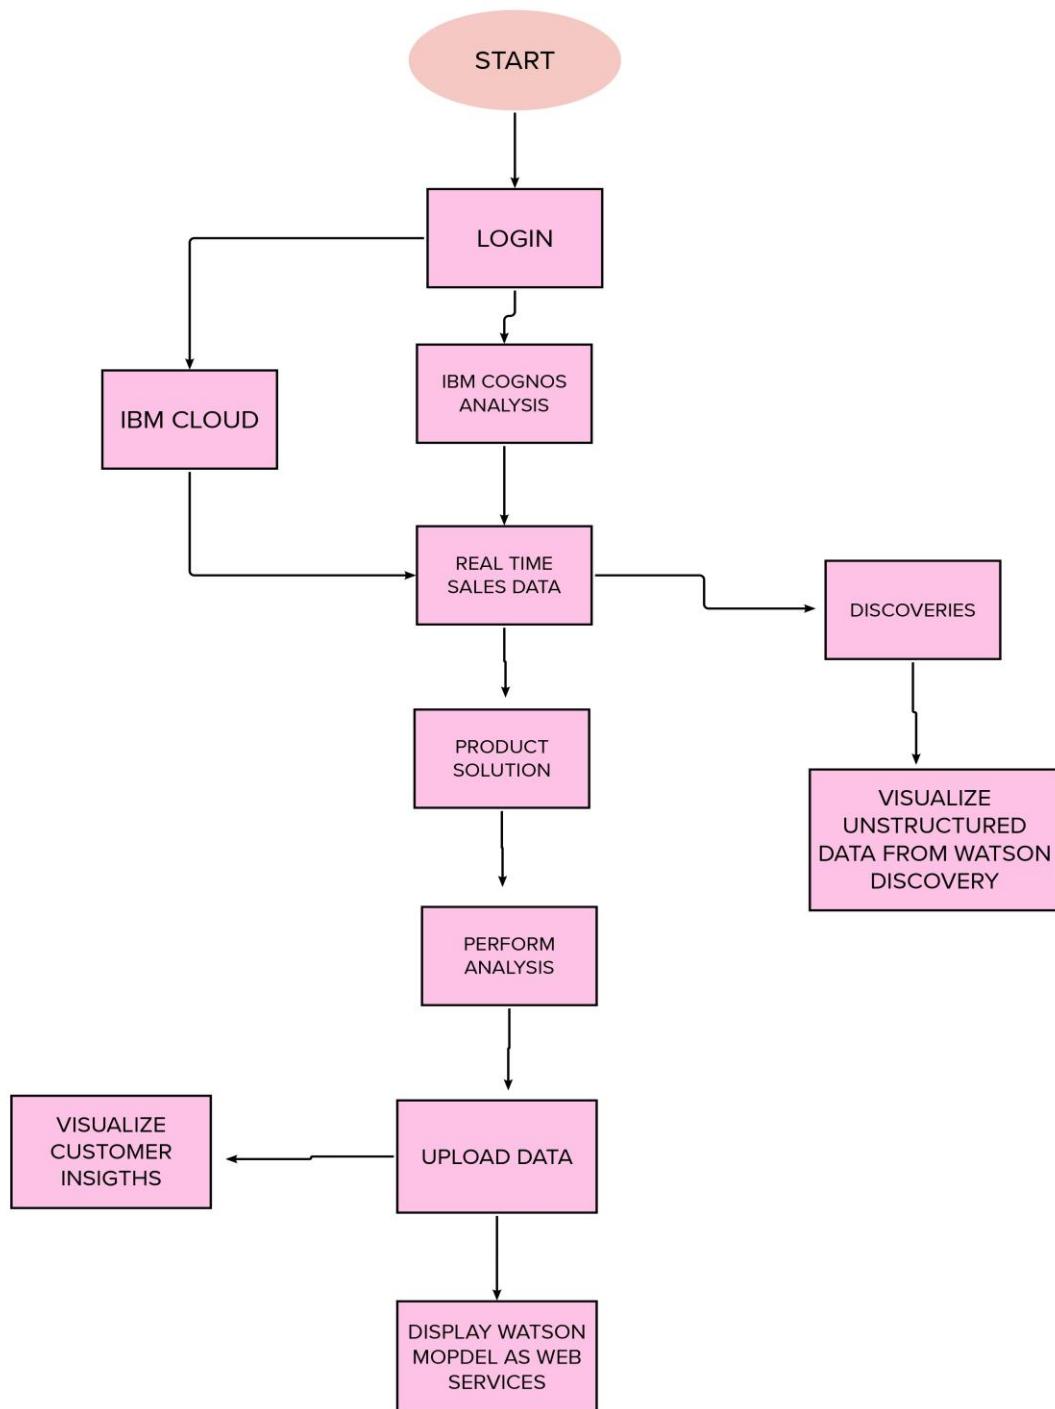 START
LOGIN
IBM COGNOS
ANALYSIS
IBM CLOUD
REAL TIME
SALES DATA
DISCOVERIES
PRODUCT
SOLUTION
VISUALIZE
UNSTRUCTURED
DATA FROM WATSON
DISCOVERY
PERFORM
ANALYSIS
VISUALIZE
CUSTOMER
INSIGTHS
UPLOAD DATA
DISPLAY WATSON
MOPDEL AS WEB
SERVICES